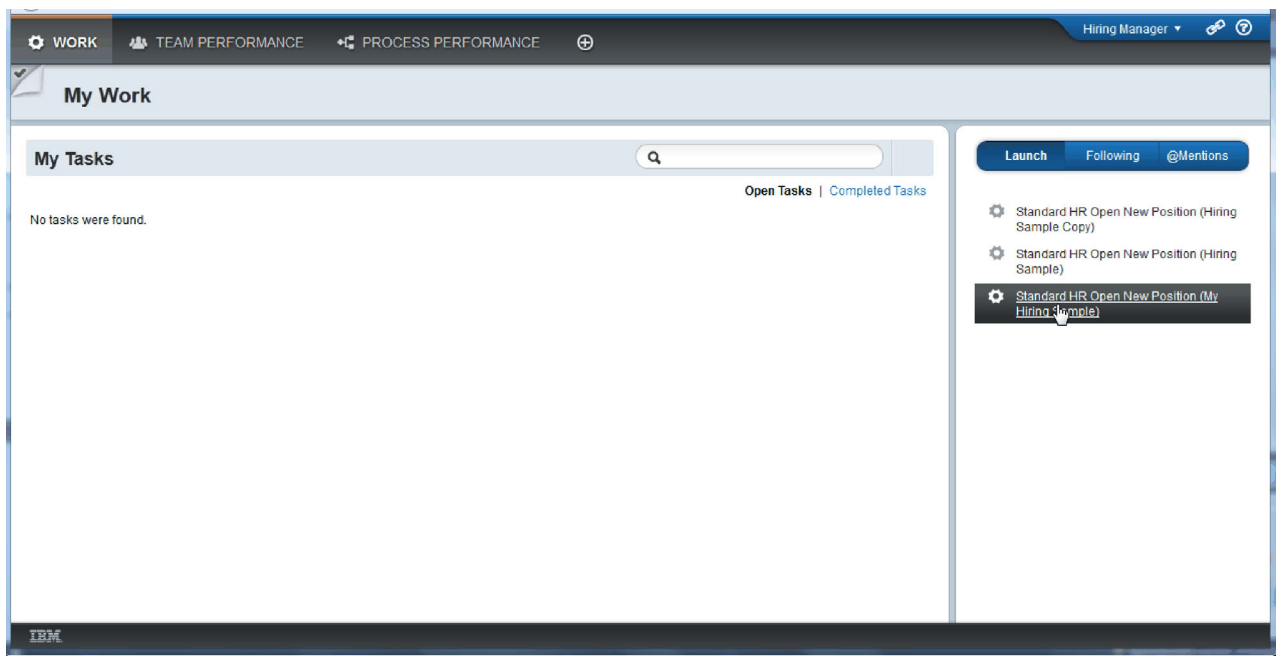 WORK TEAM PERFORMANCE PROCESS PERFORMANCE Hiring Manager
My Work
My Tasks
Open Tasks | Completed Tasks
No tasks were found.
Launch Following @Mentions
Standard HR Open New Position (Hiring
Sample Copy)
Standard HR Open New Position (Hiring
Sample)
Standard HR Open New Position (My
Hiring Sample)
IBM